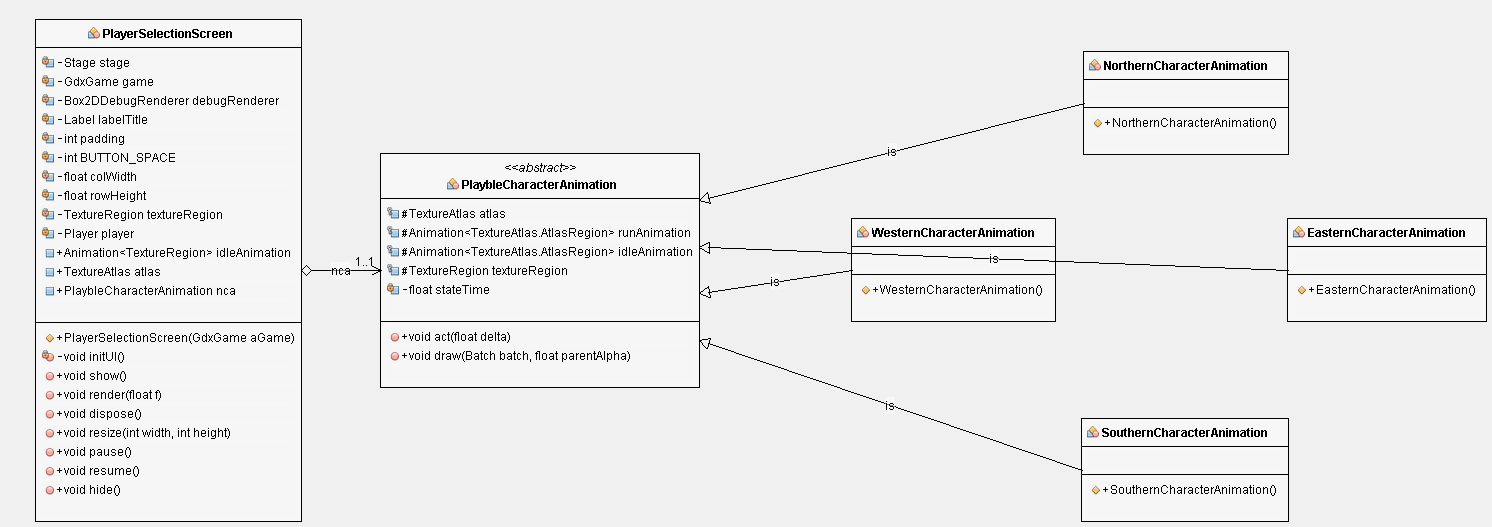 PlayerSelectionScreen
-Stage stage
-GdxGame game
-Box2DDebugRenderer debugRenderer
-Label labelTitle
-int padding
-int BUTTON_SPACE
-float colWidth
-float rowHeight
-TextureRegion textureRegion
-Player player
+Animation<TextureRegion> idleAnimation
+TextureAtlas atlas
+PlaybleCharacterAnimation nca
+PlayerSelectionScreen(GdxGame aGame)
-void initUI()
+void show()
+void render(float f)
+void dispose()
+void resize(int width, int height)
+void pause()
+void resume()
+void hide()
1..1
nca
<<abstract>>
PlaybleCharacterAnimation
#TextureAtlas atlas
#Animation<TextureAtlas.AtlasRegion> runAnimation
#Animation<TextureAtlas.AtlasRegion> idleAnimation
#TextureRegion textureRegion
-float stateTime
+void act(float delta)
+void draw(Batch batch, float parentAlpha)
is
is
is
is
NorthernCharacterAnimation
+NorthernCharacterAnimation()
WesternCharacterAnimation
+WesternCharacterAnimation()
EasternCharacterAnimation
+EasternCharacterAnimation()
SouthernCharacterAnimation
+SouthernCharacterAnimation()